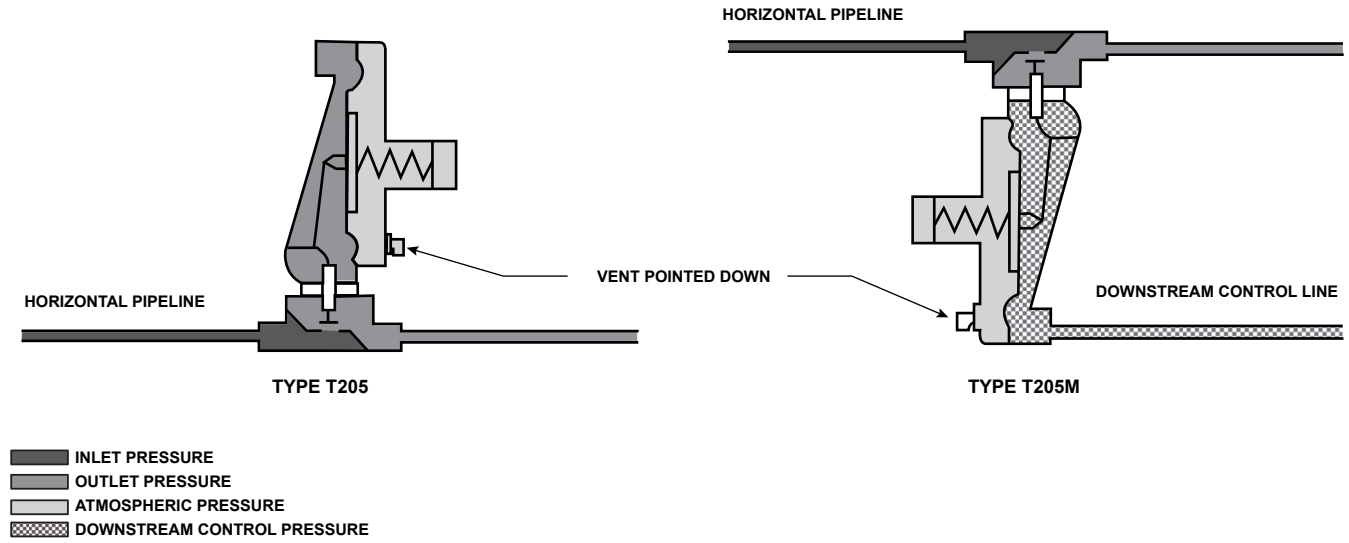 HORIZONTAL PIPELINE
VENT POINTED DOWN
HORIZONTAL PIPELINE
DOWNSTREAM CONTROL LINE
TYPE T205
TYPE T205M
INLET PRESSURE
OUTLET PRESSURE
ATMOSPHERIC PRESSURE
DOWNSTREAM CONTROL PRESSURE